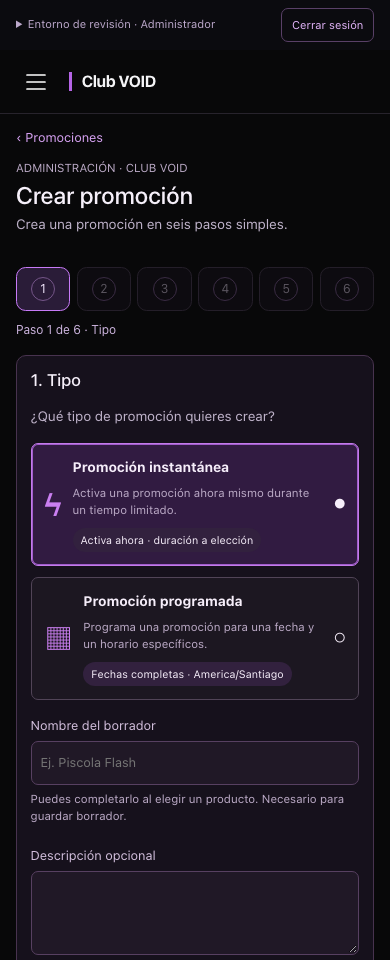 ▶ Entorno de revisión · Administrador
Cerrar sesión
Club VOID
‹ Promociones
ADMINISTRACIÓN · CLUB VOID
Crear promoción
Crea una promoción en seis pasos simples.
1 2 3 4 5 6
Paso 1 de 6 · Tipo
1. Tipo
¿Qué tipo de promoción quieres crear?
Promoción instantánea
Activa una promoción ahora mismo durante
un tiempo limitado.
Activa ahora · duración a elección
Promoción programada
Programa una promoción para una fecha y
un horario específicos.
Fechas completas · America/Santiago
Nombre del borrador
Ej. Piscola Flash
Puedes completarlo al elegir un producto. Necesario para
guardar borrador.
Descripción opcional